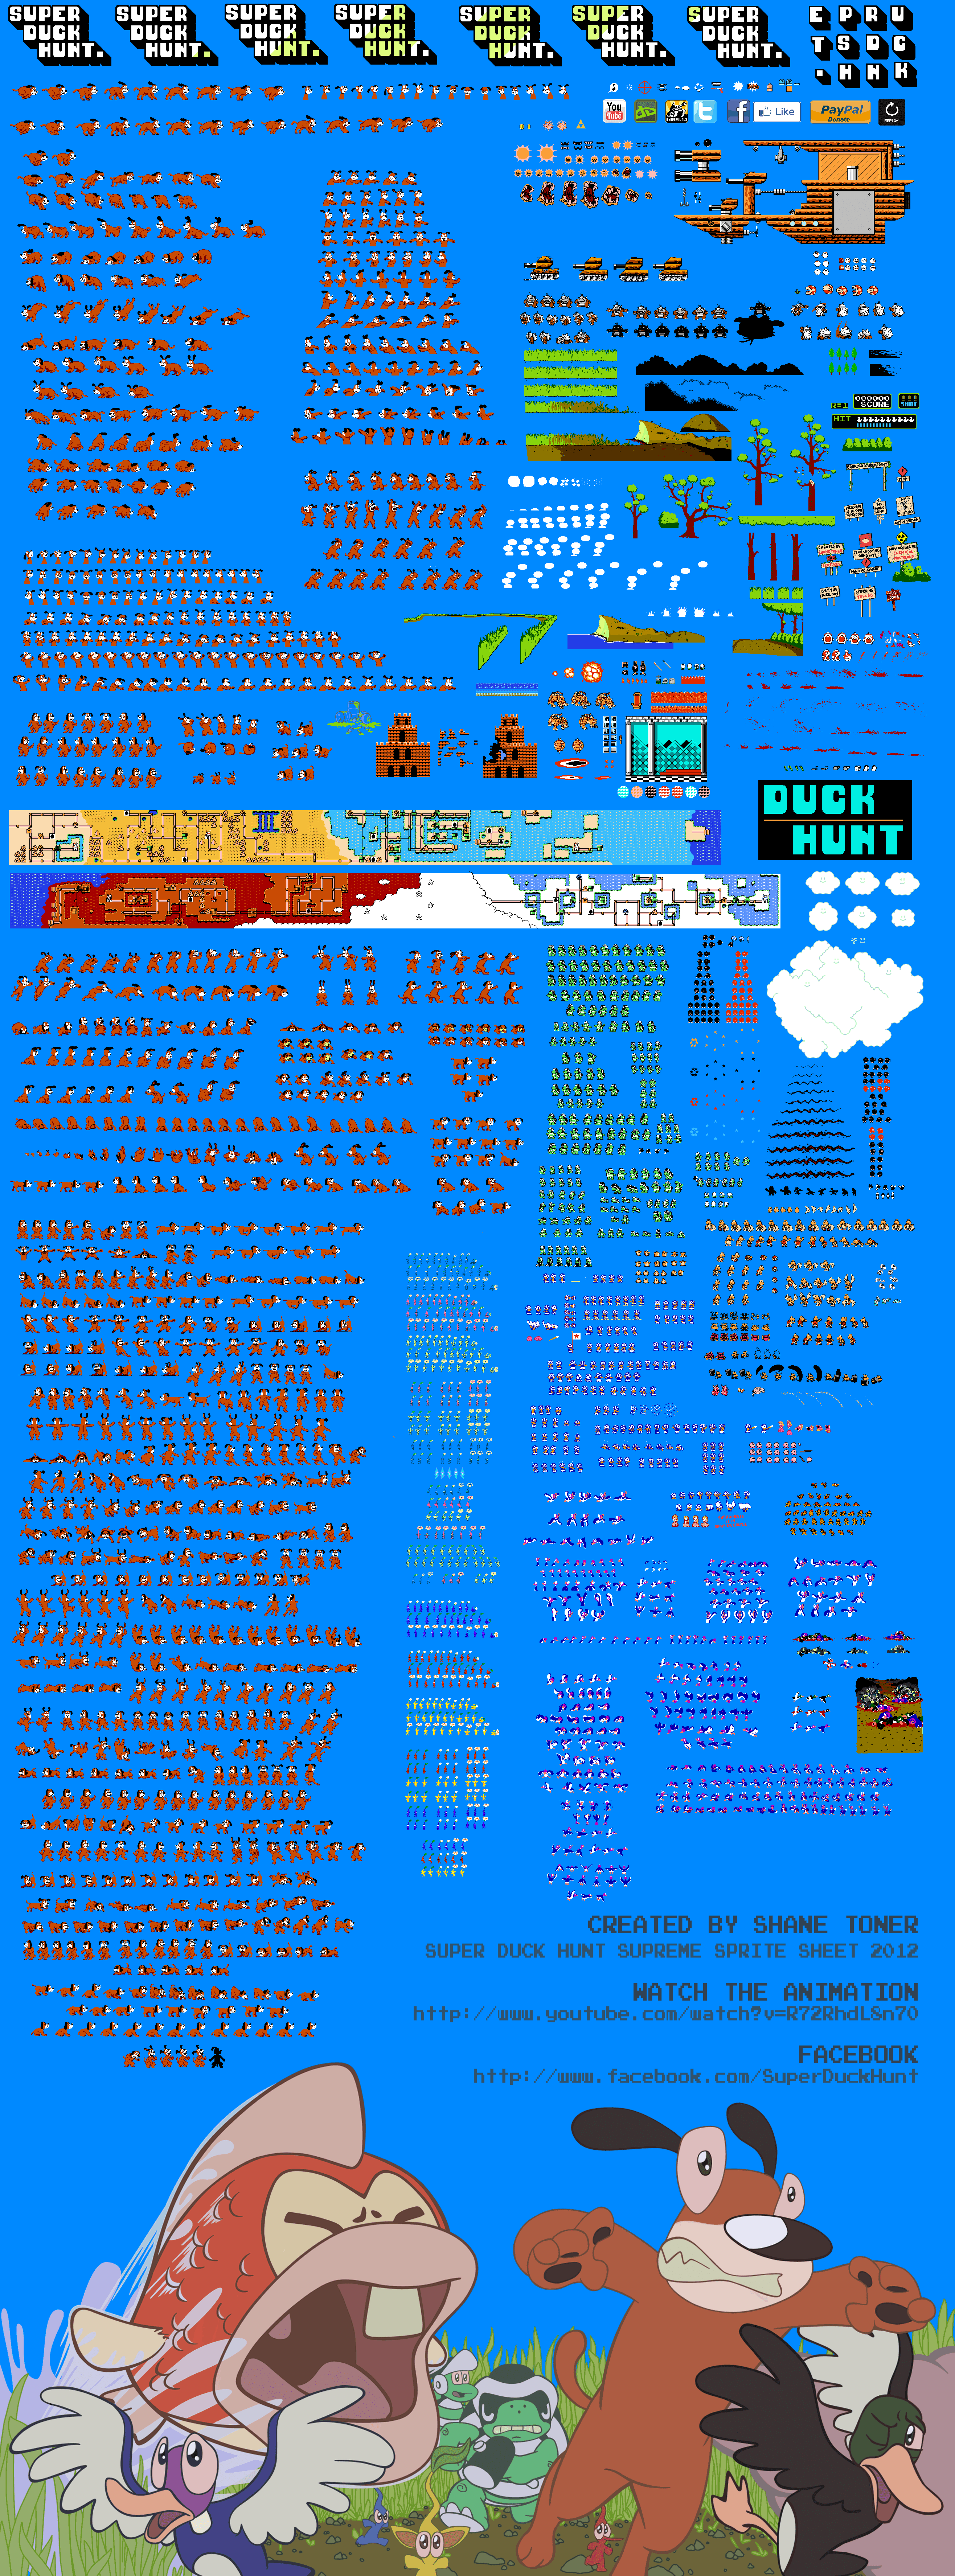 SUPER DUCK HUNT.
SUPER DUCK HUNT.
SUPER DUCK HUNT.
SUPER DUCK HUNT.
SUPER DUCK HUNT.
SUPER DUCK HUNT.
SUPER DUCK HUNT.
E P R U
T S D C
. H N K
You Tube
Like
PayPal
Donate
REPLAY
R=1
000000
SCORE
SHOT
HIT
DUCK
HUNT
CREATED BY SHANE TONER
SUPER DUCK HUNT SUPREME SPRITE SHEET 2012
WATCH THE ANIMATION
http://www.youtube.com/watch?v=R72RhdL8n70
FACEBOOK
http://www.facebook.com/SuperDuckHunt